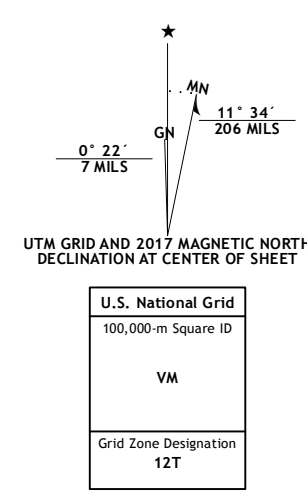 ★
MN
GN
11° 34´
206 MILS
0° 22´
7 MILS
UTM GRID AND 2017 MAGNETIC NORTH
DECLINATION AT CENTER OF SHEET
U.S. National Grid
100,000-m Square ID
VM
Grid Zone Designation
12T